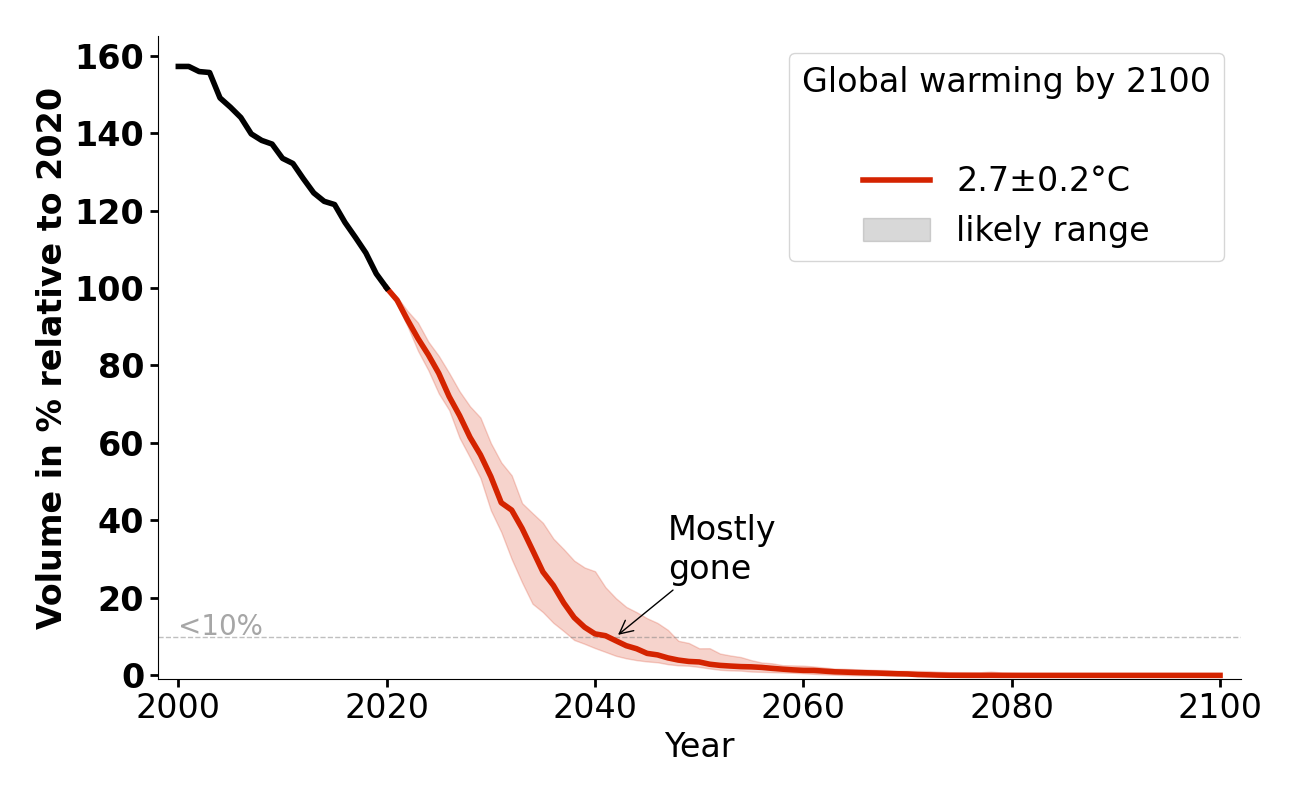 Volume in % relative to 2020
160
140
120
100
80
60
40
20
0
Global warming by 2100
2.7±0.2°C
likely range
Mostly
gone
<10%
2000 2020 2040 2060 2080 2100
Year